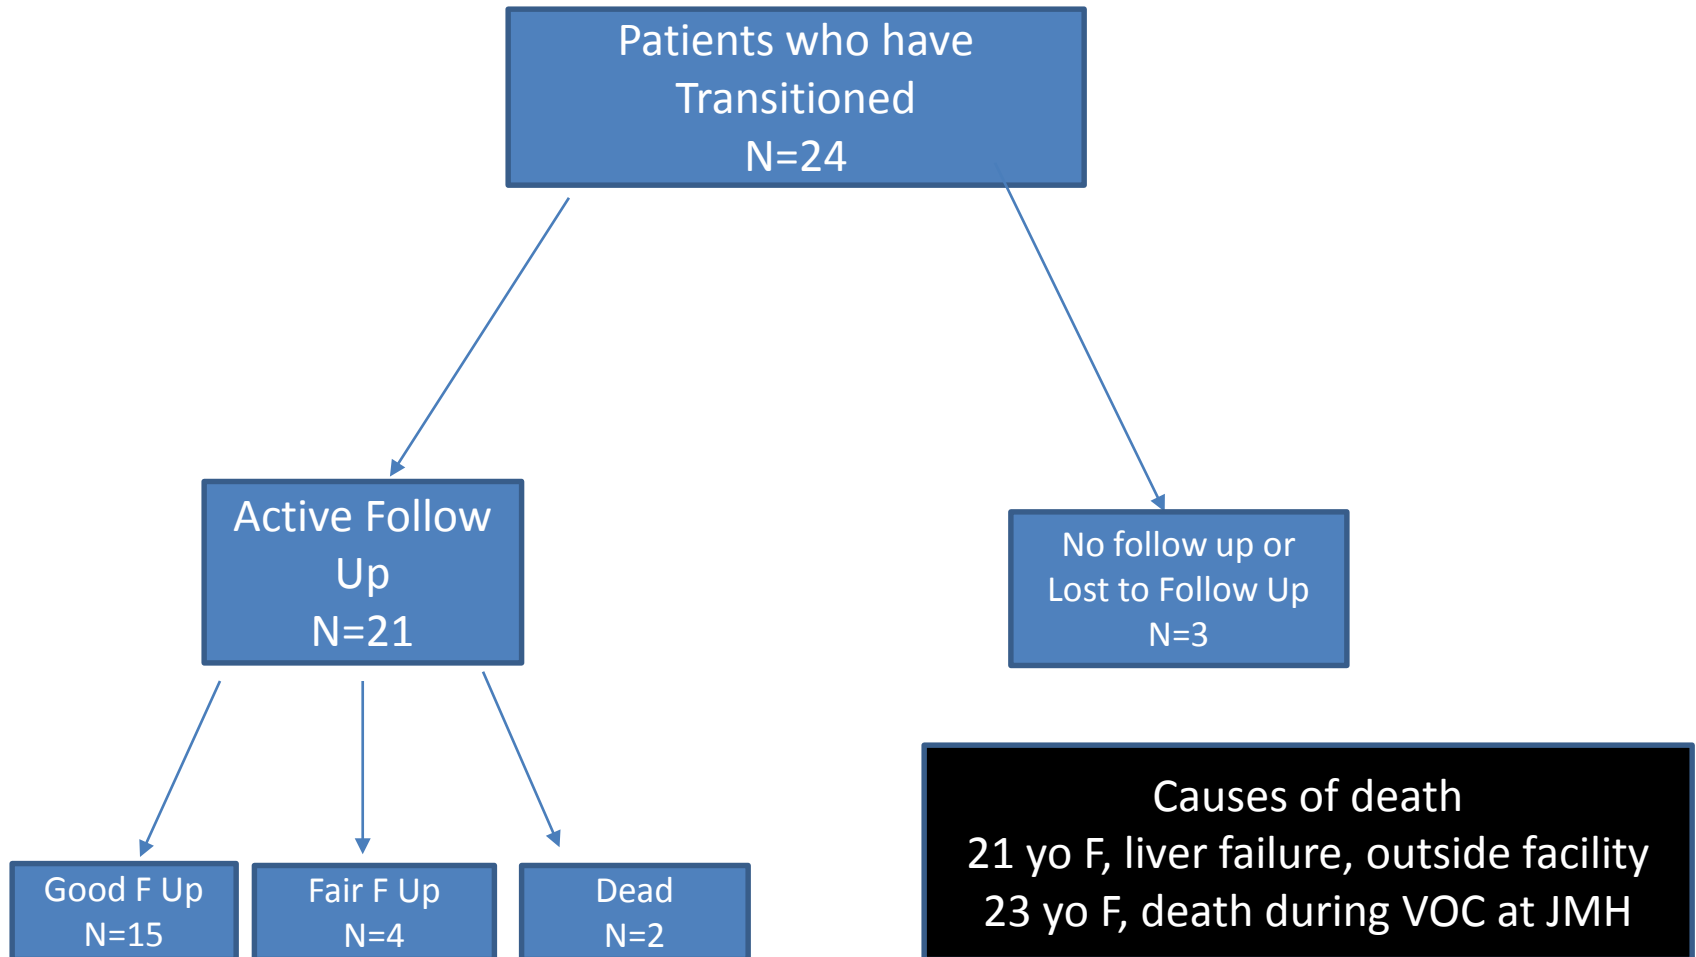 Patients who have
Transitioned
N=24
Active Follow
Up
N=21
No follow up or
Lost to Follow Up
N=3
Good F Up
N=15
Fair F Up
N=4
Dead
N=2
Causes of death
21 yo F, liver failure, outside facility
23 yo F, death during VOC at JMH